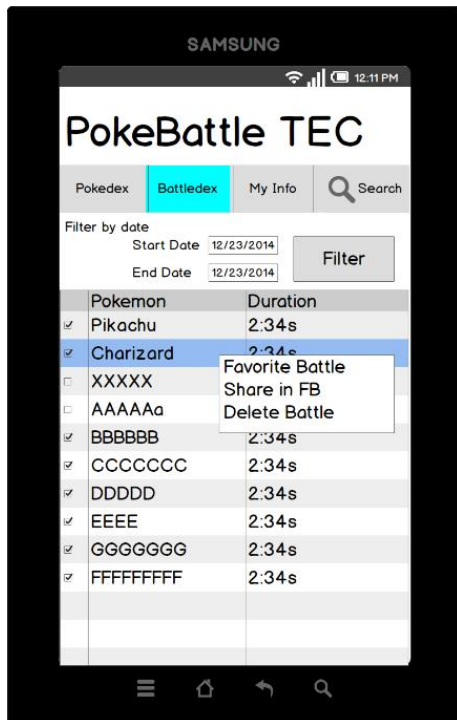 SAMSUNG
12:11 PM
PokeBattle TEC
Pokedex Battledex My Info Search
Filter by date
Start Date 12/23/2014
End Date 12/23/2014
Filter
Pokemon Duration
Pikachu 2:34s
Charizard 2:34s
Favorite Battle
Share in FB
Delete Battle
XXXXX
AAAAAa
BBBBBB 2:34s
CCCCCCC 2:34s
DDDDD 2:34s
EEEE 2:34s
GGGGGGG 2:34s
FFFFFFFFF 2:34s